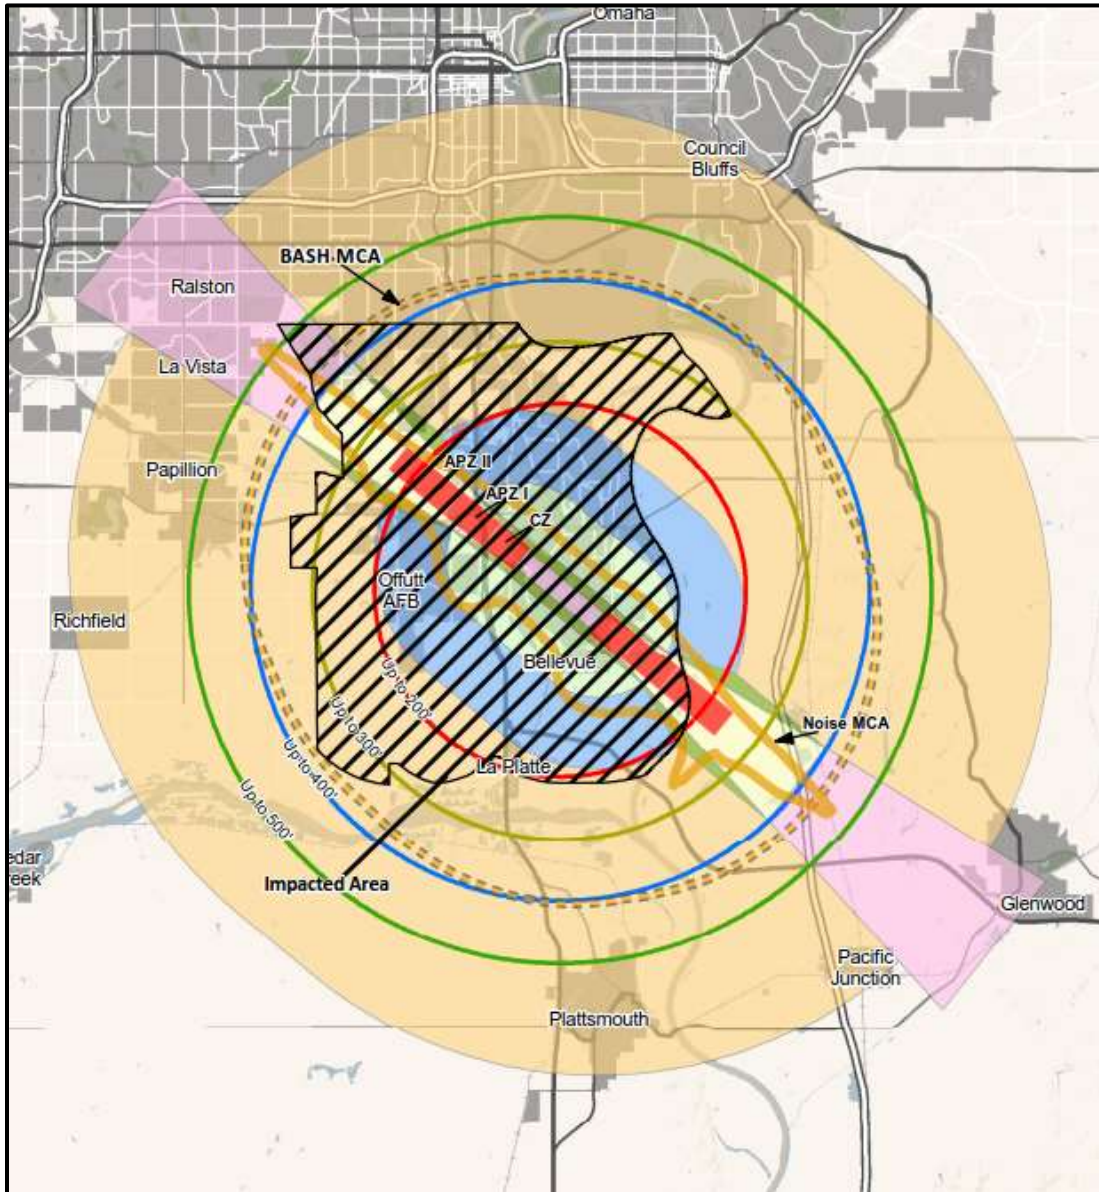 Omaha
Council
Bluffs
BASH MCA
Ralston
La Vista
APZ II
Papillion
APZ I
CZ
Offutt
AFB
Richfield
Bellevue
Up to 200'
Up to 300'
Noise MCA
La Platte
Up to 400'
Up to 500'
edar
eek
Impacted Area
Glenwood
Pacific
Junction
Plattsmouth